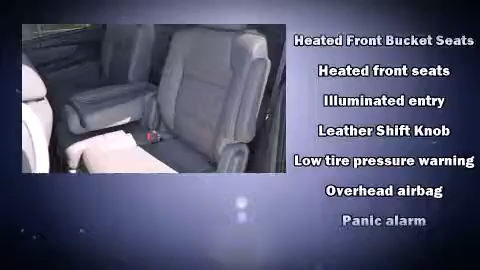 Heated Front Bucket Seats
Heated front seats
Illuminated entry
Leather Shift Knob
Low tire pressure warning
Overhead airbag
Panic alarm